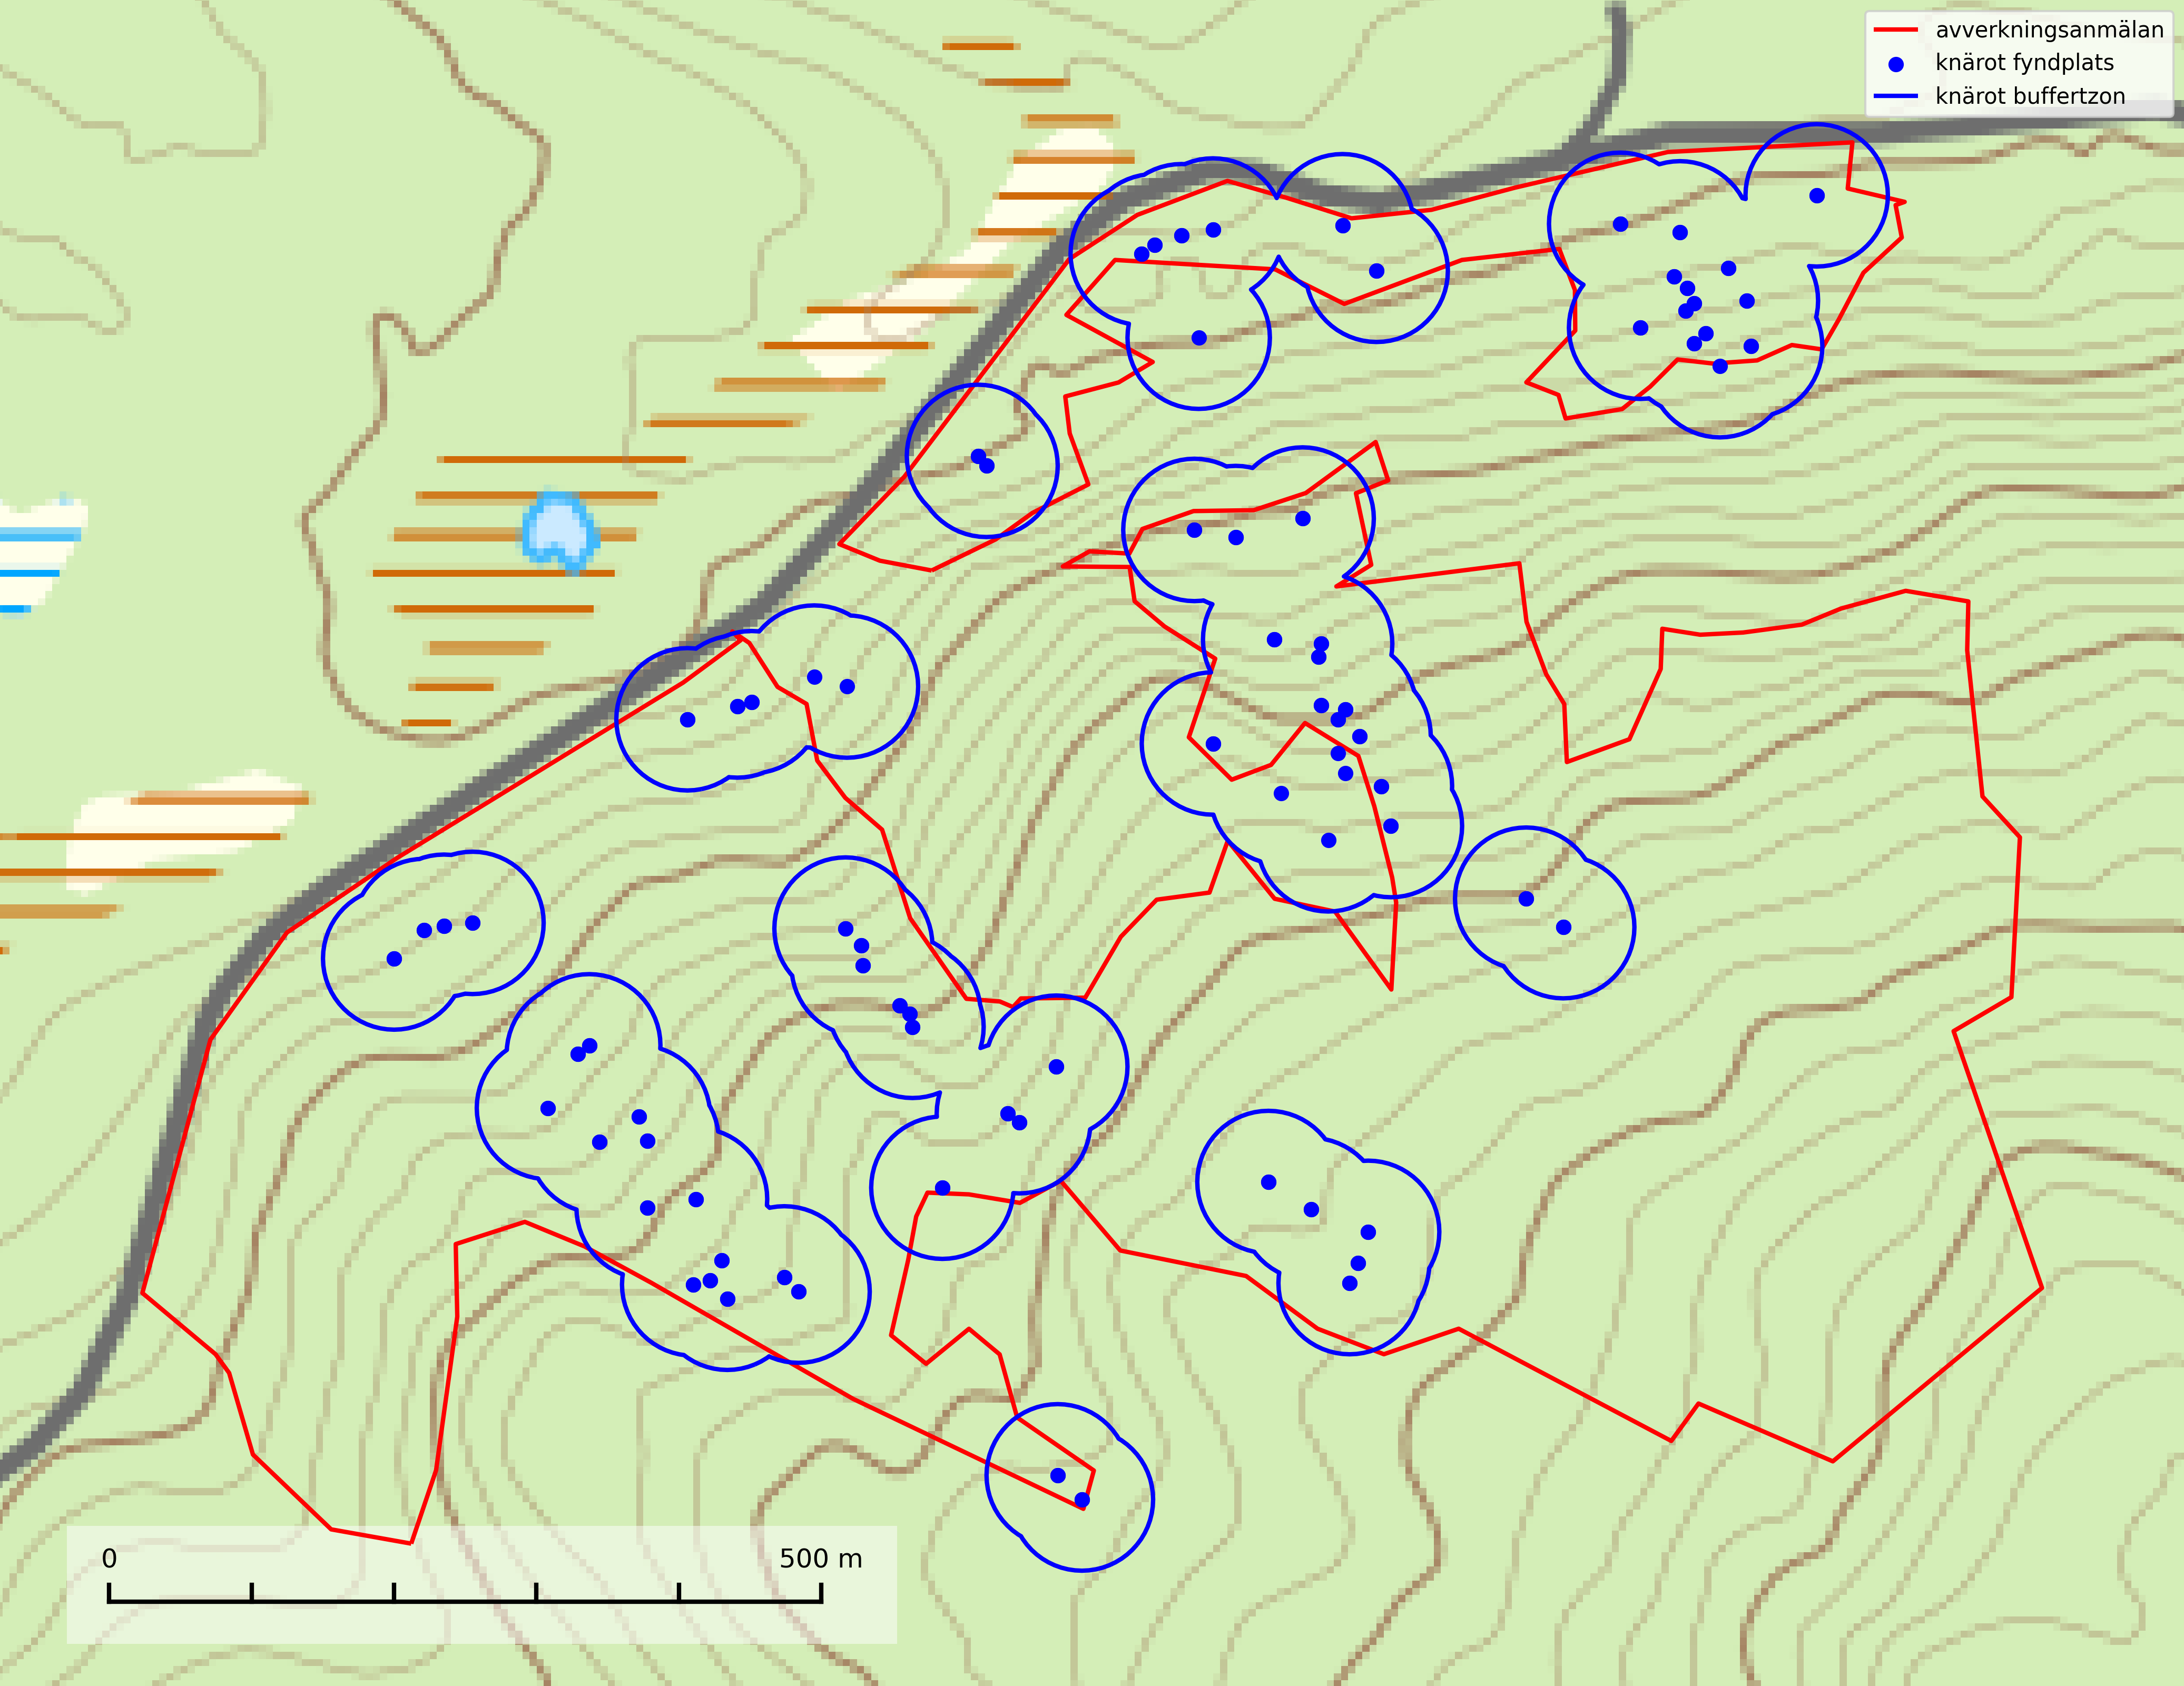 avverkningsanmälan
knärot fyndplats
knärot buffertzon
0 500 m